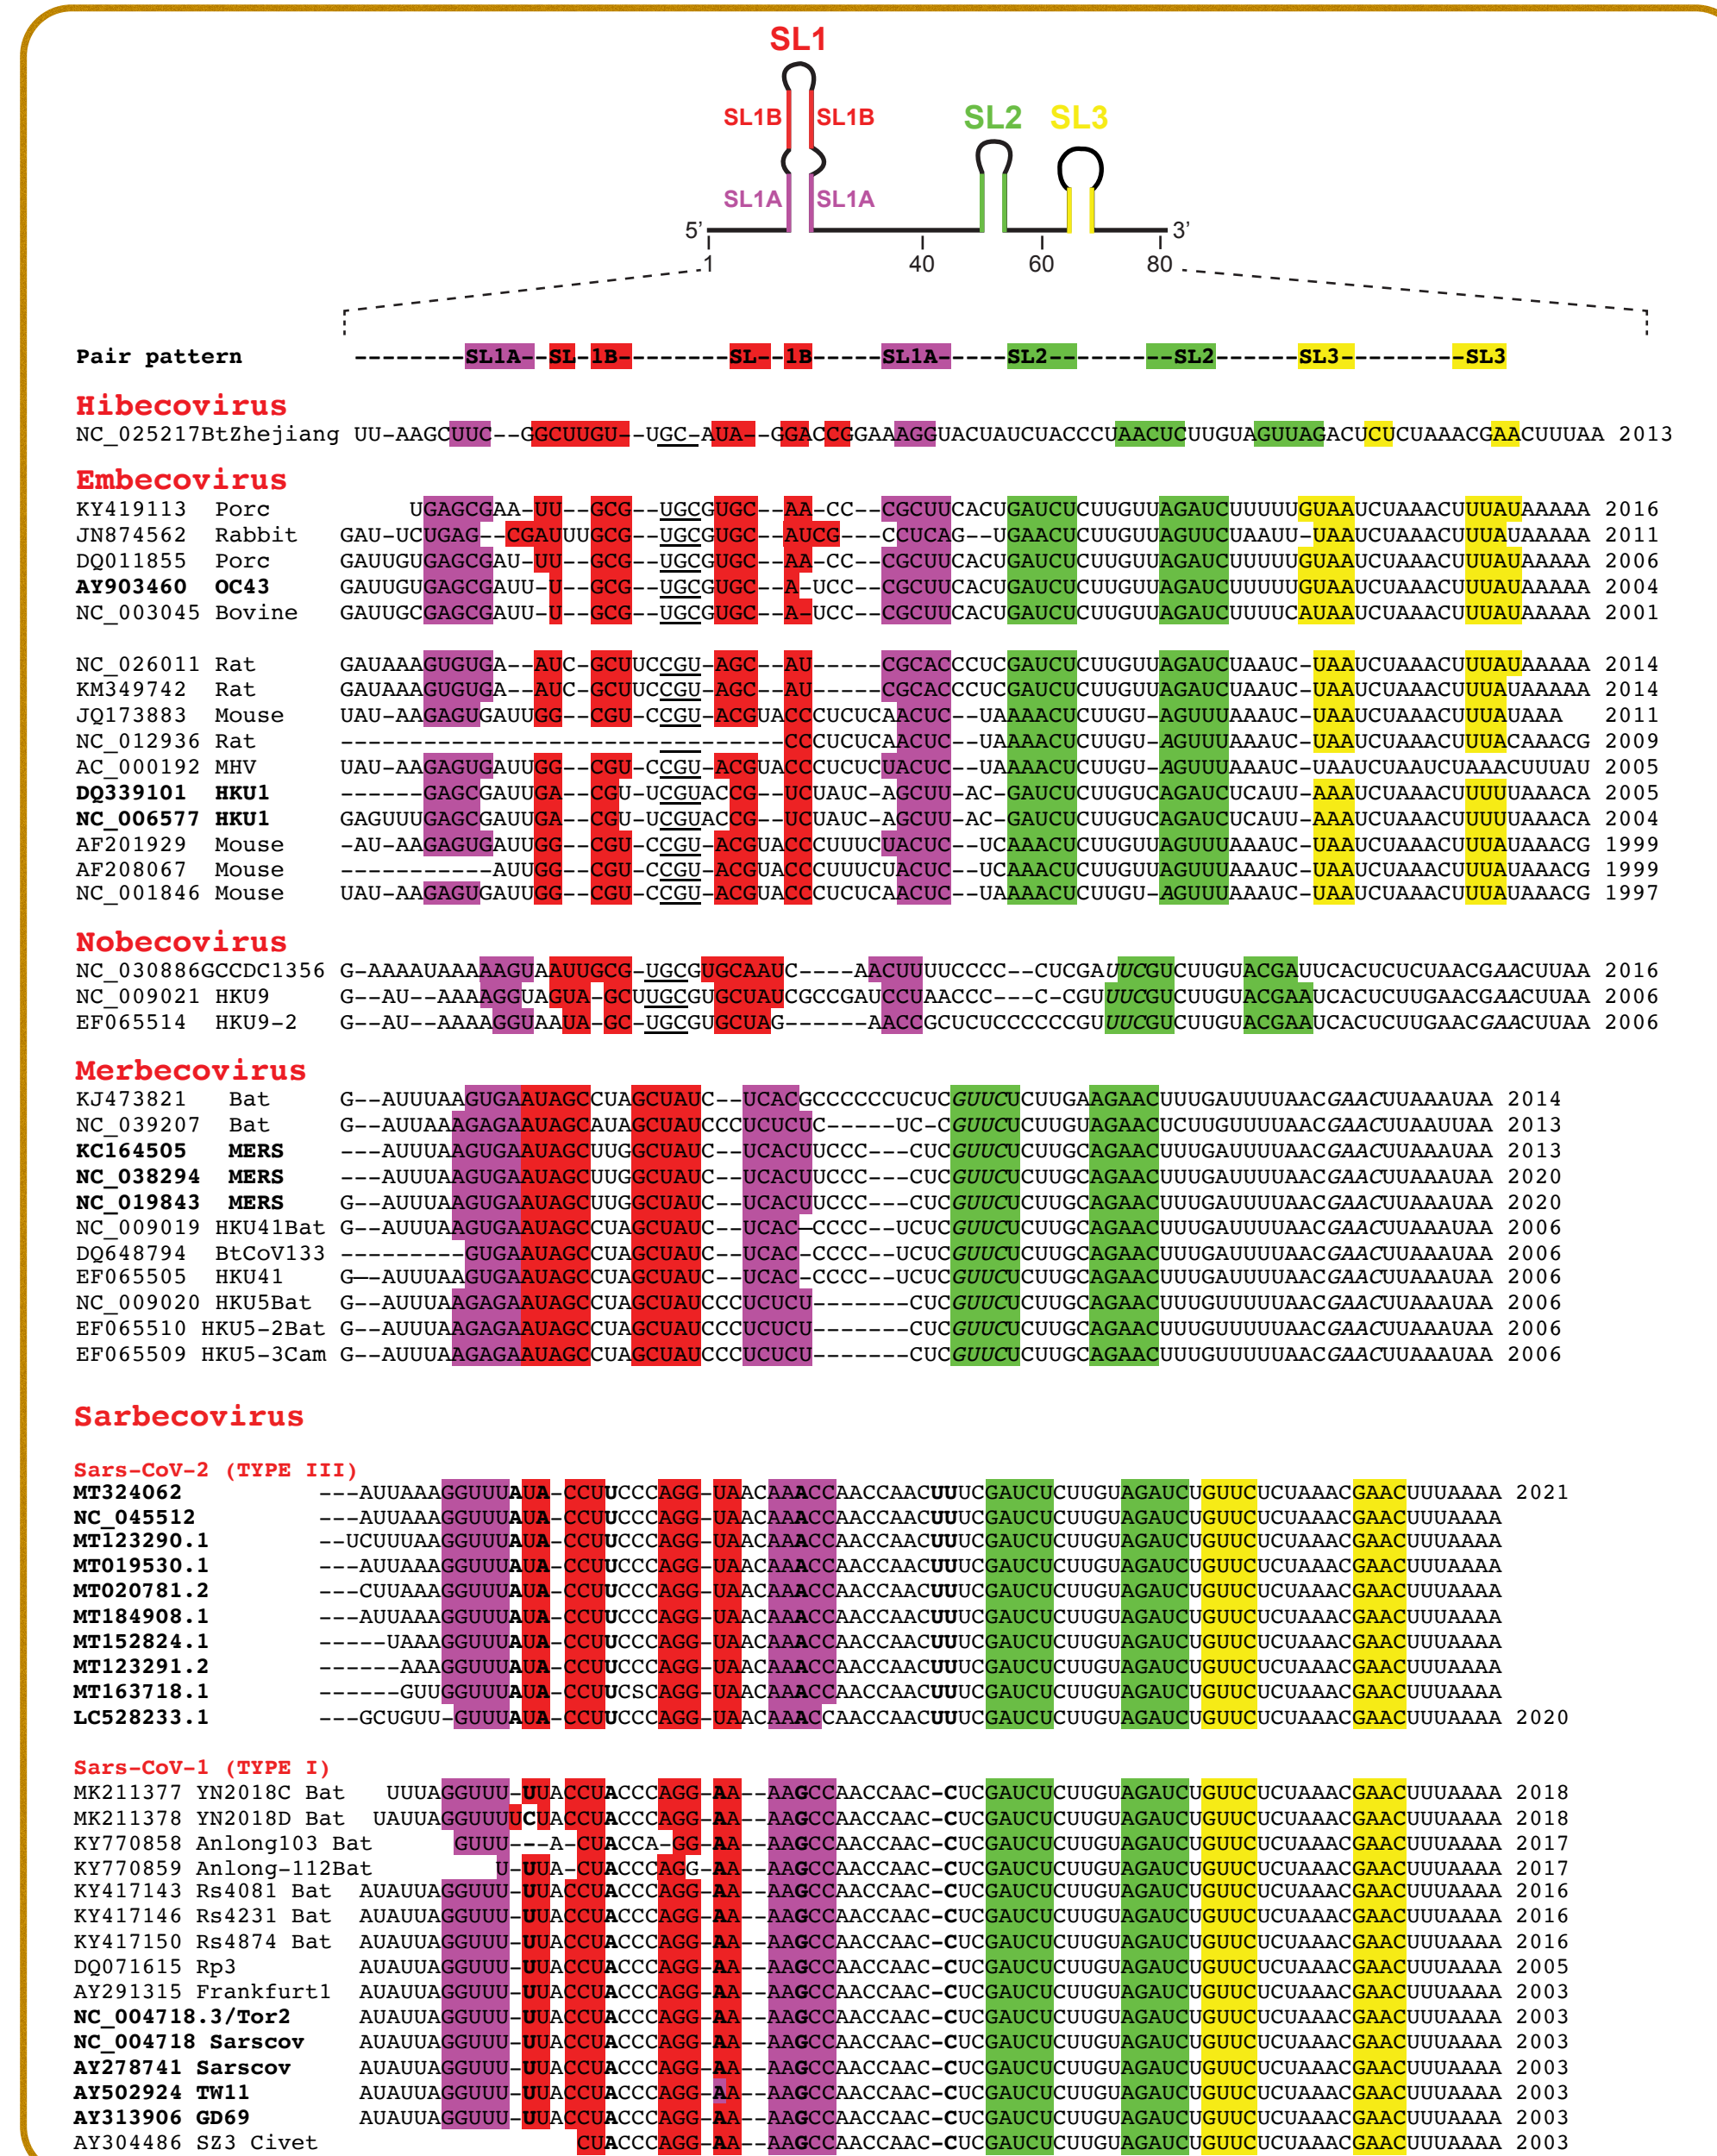 SL1
SL1B SL1B
SL2 SL3
SL1A SL1A
5’ 3’
1 40 60 80
Pair pattern --------SL1A--SL-1B--------SL--1B-----SL1A-----SL2-------–-SL2------SL3---------SL3
Hibecovirus
NC_025217BtZhejiang UU-AAGCUUC--GGCUUGU--UGC-AUA--GGACCGGAAAGGUACUAUCUACCCUAACUCUUGUAGUUAGACUCUCUAAACGAACUUUAA 2013
Embecovirus
KY419113 Porc UGAGCGAA-UU--GCG--UGCGUGC--AA-CC--CGCUUCACUGAUCUCUUGUUAGAUCUUUUUGUAAUCUAAACUUUAUAAAAA 2016
JN874562 Rabbit GAU-UCUGAG--CGAUUUGCG--UGCGUGC--AUCG---CCUCAG--UGAACUCUUGUUAGUUCUAAUU-UAAUCUAAACUUUAUAAAAA 2011
DQ011855 Porc GAUUGUGAGCGAU-UU--GCG--UGCGUGC--AA-CC--CGCUUCACUGAUCUCUUGUUAGAUCUUUUUGUAAUCUAAACUUUAUAAAAA 2006
AY903460 OC43 GAUUGUGAGCGAUU-U--GCG--UGCGUGC--A-UCC--CGCUUCACUGAUCUCUUGUUAGAUCUUUUUGUAAUCUAAACUUUAUAAAAA 2004
NC_003045 Bovine GAUUGCGAGCGAUU-U--GCG--UGCGUGC--A-UCC--CGCUUCACUGAUCUCUUGUUAGAUCUUUUCAUAAUCUAAACUUUAUAAAAA 2001
NC_026011 Rat GAUAAAGUGUGA--AUC-GCUUCCGU-AGC--AU-----CGCACCCUCGAUCUCUUGUUAGAUCUAAUC-UAAUCUAAACUUUAUAAAAA 2014
KM349742 Rat GAUAAAGUGUGA--AUC-GCUUCCGU-AGC--AU-----CGCACCCUCGAUCUCUUGUUAGAUCUAAUC-UAAUCUAAACUUUAUAAAAA 2014
JQ173883 Mouse UAU-AAGAGUGAUUGG--CGU-CCGU-ACGUACCCUCUCAACUC--UAAAACUCUUGU-AGUUUAAAUC-UAAUCUAAACUUUAUAAA 2011
NC_012936 Rat --------------------------------CCCUCUCAACUC--UAAAACUCUUGU-AGUUUAAAUC-UAAUCUAAACUUUACAAACG 2009
AC_000192 MHV UAU-AAGAGUGAUUGG--CGU-CCGU-ACGUACCCUCUCUACUC--UAAAACUCUUGU-AGUUUAAAUC-UAAUCUAAUCUAAACUUUAU 2005
DQ339101 HKU1 ------GAGCGAUUGA--CGU-UCGUACCG--UCUAUC-AGCUU-AC-GAUCUCUUGUCAGAUCUCAUU-AAAUCUAAACUUUUUAAACA 2005
NC_006577 HKU1 GAGUUUGAGCGAUUGA--CGU-UCGUACCG--UCUAUC-AGCUU-AC-GAUCUCUUGUCAGAUCUCAUU-AAAUCUAAACUUUUUAAACA 2004
AF201929 Mouse -AU-AAGAGUGAUUGG--CGU-CCGU-ACGUACCCUUUCUACUC--UCAAACUCUUGUUAGUUUAAAUC-UAAUCUAAACUUUAUAAACG 1999
AF208067 Mouse -----------AUUGG--CGU-CCGU-ACGUACCCUUUCUACUC--UCAAACUCUUGUUAGUUUAAAUC-UAAUCUAAACUUUAUAAACG 1999
NC_001846 Mouse UAU-AAGAGUGAUUGG--CGU-CCGU-ACGUACCCUCUCAACUC--UAAAACUCUUGU-AGUUUAAAUC-UAAUCUAAACUUUAUAAACG 1997
Nobecovirus
NC_030886GCCDC1356 G-AAAAUAAAAAAGUAAUUGCG-UGCGUGCAAUC----AACUUUUCCCC--CUCGAUUCGUCUUGUACGAUUCACUCUCUAACGAACUUAA 2016
NC_009021 HKU9 G--AU--AAAAGGUAGUA-GCUUGCGUGCUAUCGCCGAUCCUAACCC---C-CGUUUCGUCUUGUACGAAUCACUCUUGAACGAACUUAA 2006
EF065514 HKU9-2 G--AU--AAAAGGUAAUA-GC-UGCGUGCUAG------AACCGCUCUCCCCCCGUUUCGUCUUGUACGAAUCACUCUUGAACGAACUUAA 2006
Merbecovirus
KJ473821 Bat G--AUUUAAGUGAAUAGCCUAGCUAUC--UCACGCCCCCCUCUCGUUCUCUUGAAGAACUUUGAUUUUAACGAACUUAAAUAA 2014
NC_039207 Bat G--AUUAAAGAGAAUAGCAUAGCUAUCCCUCUCUC-----UC-CGUUCUCUUGUAGAACUCUUGUUUUAACGAACUUAAUUAA 2013
KC164505 MERS ---AUUUAAGUGAAUAGCUUGGCUAUC--UCACUUCCC---CUCGUUCUCUUGCAGAACUUUGAUUUUAACGAACUUAAAUAA 2013
NC_038294 MERS ---AUUUAAGUGAAUAGCUUGGCUAUC--UCACUUCCC---CUCGUUCUCUUGCAGAACUUUGAUUUUAACGAACUUAAAUAA 2020
NC_019843 MERS G--AUUUAAGUGAAUAGCUUGGCUAUC--UCACUUCCC---CUCGUUCUCUUGCAGAACUUUGAUUUUAACGAACUUAAAUAA 2020
NC_009019 HKU41Bat G--AUUUAAGUGAAUAGCCUAGCUAUC--UCAC–CCCC--UCUCGUUCUCUUGCAGAACUUUGAUUUUAACGAACUUAAAUAA 2006
DQ648794 BtCoV133 ---------GUGAAUAGCCUAGCUAUC--UCAC-CCCC--UCUCGUUCUCUUGCAGAACUUUGAUUUUAACGAACUUAAAUAA 2006
EF065505 HKU41 G–-AUUUAAGUGAAUAGCCUAGCUAUC--UCAC-CCCC--UCUCGUUCUCUUGCAGAACUUUGAUUUUAACGAACUUAAAUAA 2006
NC_009020 HKU5Bat G--AUUUAAGAGAAUAGCCUAGCUAUCCCUCUCU-------CUCGUUCUCUUGCAGAACUUUGUUUUUAACGAACUUAAAUAA 2006
EF065510 HKU5-2Bat G--AUUUAAGAGAAUAGCCUAGCUAUCCCUCUCU-------CUCGUUCUCUUGCAGAACUUUGUUUUUAACGAACUUAAAUAA 2006
EF065509 HKU5-3Cam G--AUUUAAGAGAAUAGCCUAGCUAUCCCUCUCU-------CUCGUUCUCUUGCAGAACUUUGUUUUUAACGAACUUAAAUAA 2006
Sarbecovirus
Sars-CoV-2 (TYPE III)
MT324062 ---AUUAAAGGUUUAUA-CCUUCCCAGG-UAACAAACCAACCAACUUUCGAUCUCUUGUAGAUCUGUUCUCUAAACGAACUUUAAAA 2021
NC_045512 ---AUUAAAGGUUUAUA-CCUUCCCAGG-UAACAAACCAACCAACUUUCGAUCUCUUGUAGAUCUGUUCUCUAAACGAACUUUAAAA
MT123290.1 --UCUUUAAGGUUUAUA-CCUUCCCAGG-UAACAAACCAACCAACUUUCGAUCUCUUGUAGAUCUGUUCUCUAAACGAACUUUAAAA
MT019530.1 ---AUUAAAGGUUUAUA-CCUUCCCAGG-UAACAAACCAACCAACUUUCGAUCUCUUGUAGAUCUGUUCUCUAAACGAACUUUAAAA
MT020781.2 ---CUUAAAGGUUUAUA-CCUUCCCAGG-UAACAAACCAACCAACUUUCGAUCUCUUGUAGAUCUGUUCUCUAAACGAACUUUAAAA
MT184908.1 ---AUUAAAGGUUUAUA-CCUUCCCAGG-UAACAAACCAACCAACUUUCGAUCUCUUGUAGAUCUGUUCUCUAAACGAACUUUAAAA
MT152824.1 -----UAAAGGUUUAUA-CCUUCCCAGG-UAACAAACCAACCAACUUUCGAUCUCUUGUAGAUCUGUUCUCUAAACGAACUUUAAAA
MT123291.2 ------AAAGGUUUAUA-CCUUCCCAGG-UAACAAACCAACCAACUUUCGAUCUCUUGUAGAUCUGUUCUCUAAACGAACUUUAAAA
MT163718.1 ------GUUGGUUUAUA-CCUUCSCAGG-UAACAAACCAACCAACUUUCGAUCUCUUGUAGAUCUGUUCUCUAAACGAACUUUAAAA
LC528233.1 ---GCUGUU-GUUUAUA-CCUUCCCAGG-UAACAAACCAACCAACUUUCGAUCUCUUGUAGAUCUGUUCUCUAAACGAACUUUAAAA 2020
Sars-CoV-1 (TYPE I)
MK211377 YN2018C Bat UUUAGGUUU-UUACCUACCCAGG-AA--AAGCCAACCAAC-CUCGAUCUCUUGUAGAUCUGUUCUCUAAACGAACUUUAAAA 2018
MK211378 YN2018D Bat UAUUAGGUUUUCUACCUACCCAGG-AA--AAGCCAACCAAC-CUCGAUCUCUUGUAGAUCUGUUCUCUAAACGAACUUUAAAA 2018
KY770858 Anlong103 Bat GUUU---A-CUACCA-GG-AA--AAGCCAACCAAC-CUCGAUCUCUUGUAGAUCUGUUCUCUAAACGAACUUUAAAA 2017
KY770859 Anlong-112Bat U-UUA-CUACCCAGG-AA--AAGCCAACCAAC-CUCGAUCUCUUGUAGAUCUGUUCUCUAAACGAACUUUAAAA 2017
KY417143 Rs4081 Bat AUAUUAGGUUU-UUACCUACCCAGG-AA--AAGCCAACCAAC-CUCGAUCUCUUGUAGAUCUGUUCUCUAAACGAACUUUAAAA 2016
KY417146 Rs4231 Bat AUAUUAGGUUU-UUACCUACCCAGG-AA--AAGCCAACCAAC-CUCGAUCUCUUGUAGAUCUGUUCUCUAAACGAACUUUAAAA 2016
KY417150 Rs4874 Bat AUAUUAGGUUU-UUACCUACCCAGG-AA--AAGCCAACCAAC-CUCGAUCUCUUGUAGAUCUGUUCUCUAAACGAACUUUAAAA 2016
DQ071615 Rp3 AUAUUAGGUUU-UUACCUACCCAGG-AA--AAGCCAACCAAC-CUCGAUCUCUUGUAGAUCUGUUCUCUAAACGAACUUUAAAA 2005
AY291315 Frankfurt1 AUAUUAGGUUU-UUACCUACCCAGG-AA--AAGCCAACCAAC-CUCGAUCUCUUGUAGAUCUGUUCUCUAAACGAACUUUAAAA 2003
NC_004718.3/Tor2 AUAUUAGGUUU-UUACCUACCCAGG-AA--AAGCCAACCAAC-CUCGAUCUCUUGUAGAUCUGUUCUCUAAACGAACUUUAAAA 2003
NC_004718 Sarscov AUAUUAGGUUU-UUACCUACCCAGG-AA--AAGCCAACCAAC-CUCGAUCUCUUGUAGAUCUGUUCUCUAAACGAACUUUAAAA 2003
AY278741 Sarscov AUAUUAGGUUU-UUACCUACCCAGG-AA--AAGCCAACCAAC-CUCGAUCUCUUGUAGAUCUGUUCUCUAAACGAACUUUAAAA 2003
AY502924 TW11 AUAUUAGGUUU-UUACCUACCCAGG-AA--AAGCCAACCAAC-CUCGAUCUCUUGUAGAUCUGUUCUCUAAACGAACUUUAAAA 2003
AY313906 GD69 AUAUUAGGUUU-UUACCUACCCAGG-AA--AAGCCAACCAAC-CUCGAUCUCUUGUAGAUCUGUUCUCUAAACGAACUUUAAAA 2003
AY304486 SZ3 Civet CUACCCAGG-AA--AAGCCAACCAAC-CUCGAUCUCUUGUAGAUCUGUUCUCUAAACGAACUUUAAAA 2003